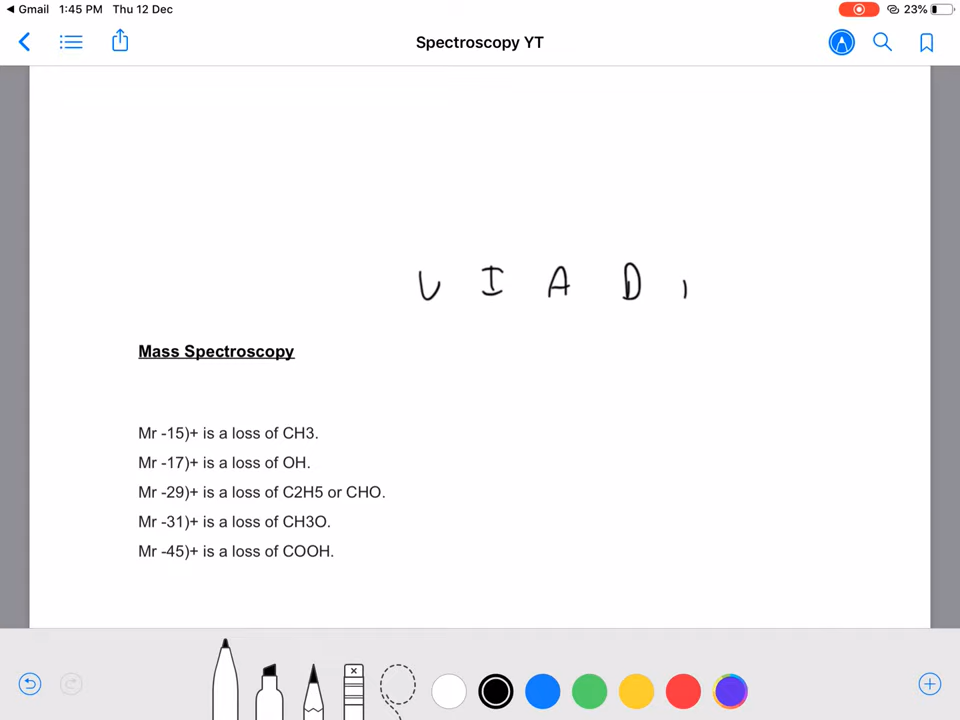 Gmail 1:45 PM Thu 12 Dec 23%
Spectroscopy YT
V I A D
Mass Spectroscopy
Mr -15)+ is a loss of CH3.
Mr -17)+ is a loss of OH.
Mr -29)+ is a loss of C2H5 or CHO.
Mr -31)+ is a loss of CH3O.
Mr -45)+ is a loss of COOH.